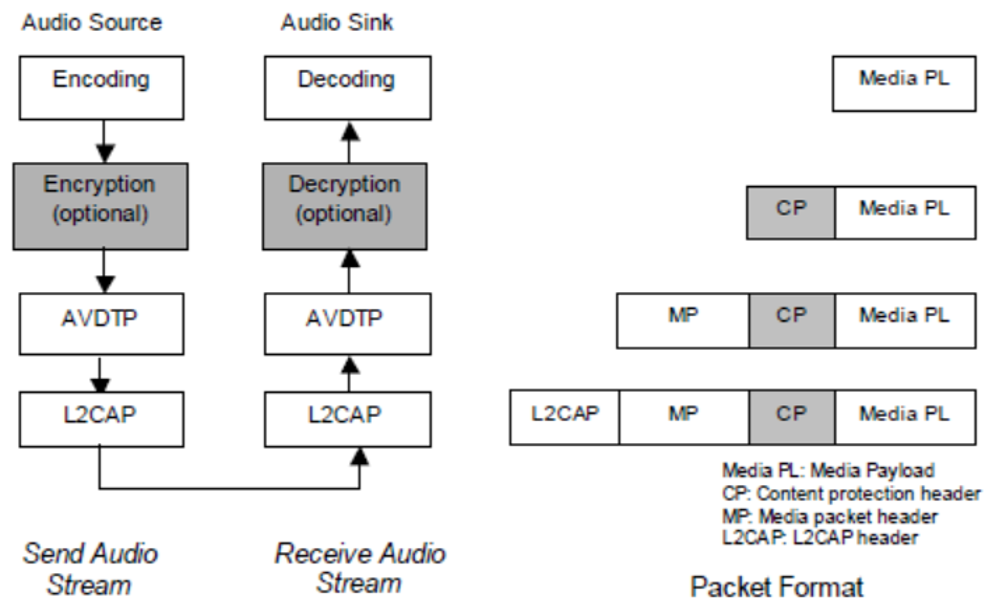 Audio Source
Audio Sink
Encoding
Decoding
Media PL
Encryption
(optional)
Decryption
(optional)
CP
Media PL
AVDTP
AVDTP
MP
CP
Media PL
L2CAP
L2CAP
L2CAP
MP
CP
Media PL
Media PL: Media Payload
CP: Content protection header
MP: Media packet header
L2CAP: L2CAP header
Send Audio
Stream
Receive Audio
Stream
Packet Format